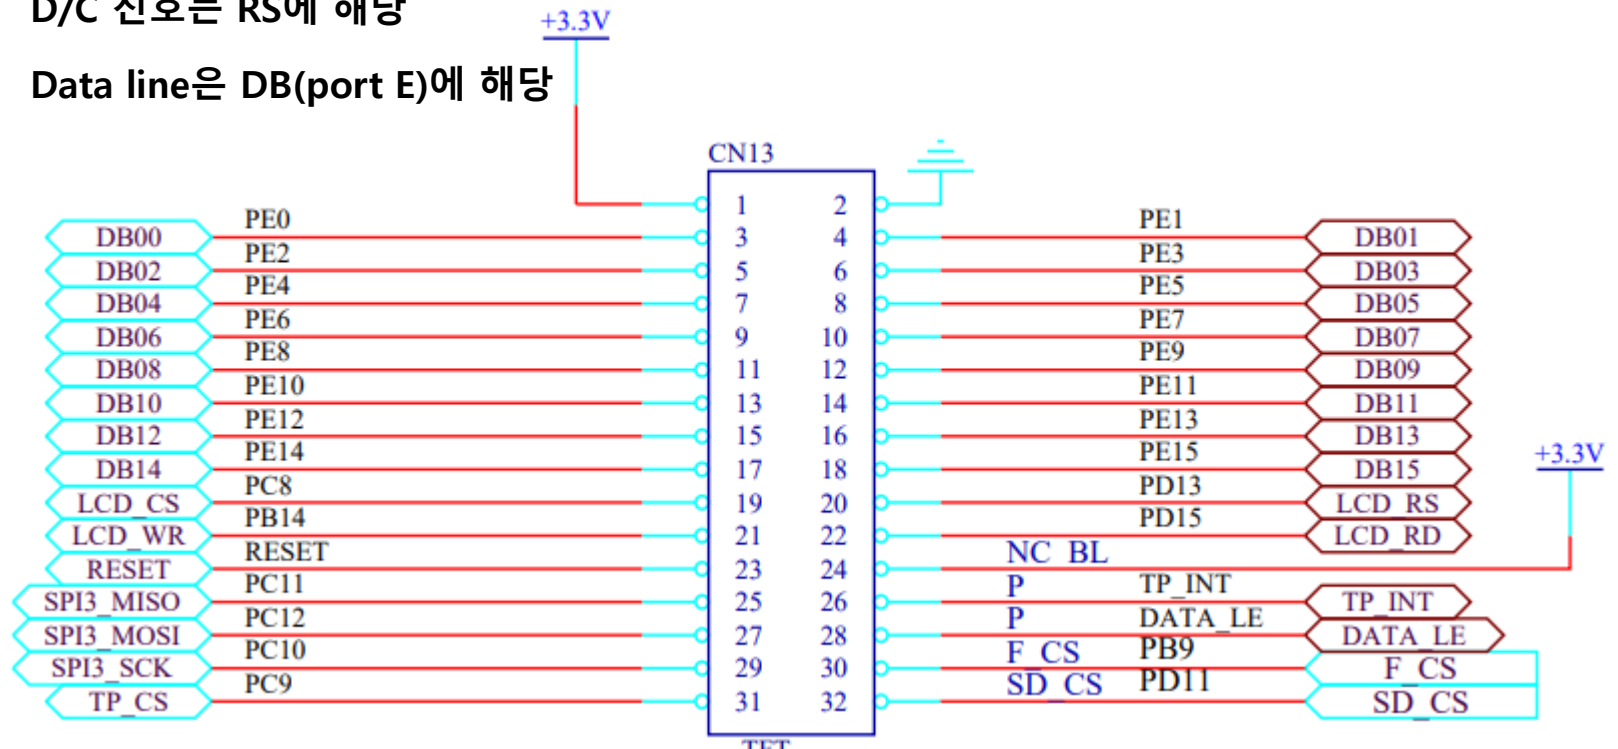 D/C 신호는 RS에 해당
+3.3V
Data line은 DB(port E)에 해당
CN13
1 2
DB00 PE0 3 4 PE1 DB01
DB02 PE2 5 6 PE3 DB03
DB04 PE4 7 8 PE5 DB05
DB06 PE6 9 10 PE7 DB07
DB08 PE8 11 12 PE9 DB09
DB10 PE10 13 14 PE11 DB11
DB12 PE12 15 16 PE13 DB13
DB14 PE14 17 18 PE15 DB15
+3.3V
LCD_CS PC8 19 20 PD13 LCD_RS
LCD_WR PB14 21 22 PD15 LCD_RD
RESET RESET 23 24 NC_BL
SPI3_MISO PC11 25 26 P TP_INT TP_INT
SPI3_MOSI PC12 27 28 P DATA_LE DATA_LE
SPI3_SCK PC10 29 30 F_CS PB9 F_CS
TP_CS PC9 31 32 SD_CS PD11 SD_CS
TFT